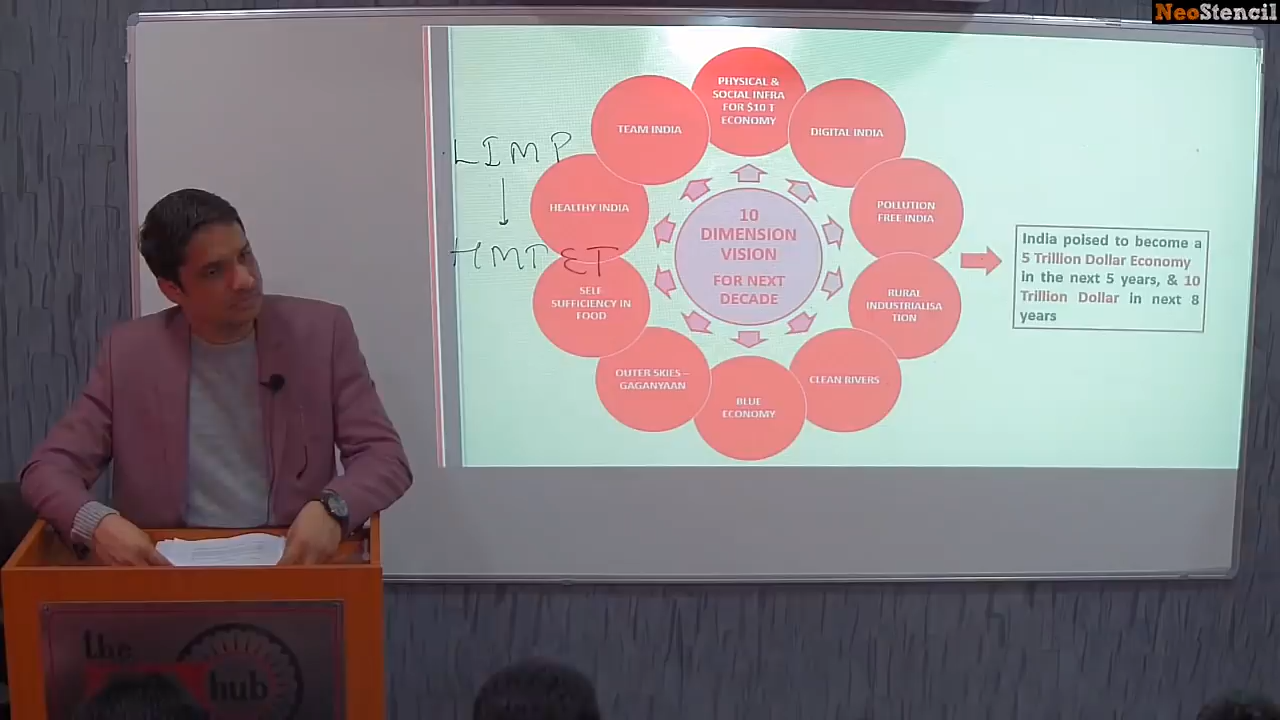 NeoStencil
PHYSICAL &
SOCIAL INFRA
FOR $10 T
ECONOMY
TEAM INDIA
DIGITAL INDIA
LIMP
HEALTHY INDIA
POLLUTION
FREE INDIA
10
DIMENSION
VISION
FOR NEXT
DECADE
India poised to become a
5 Trillion Dollar Economy
in the next 5 years, & 10
Trillion Dollar in next 8
years
SELF
SUFFICIENCY IN
FOOD
RURAL
INDUSTRIALISA
TION
OUTER SKIES –
GAGANYAAN
BLUE
ECONOMY
CLEAN RIVERS
the
hub